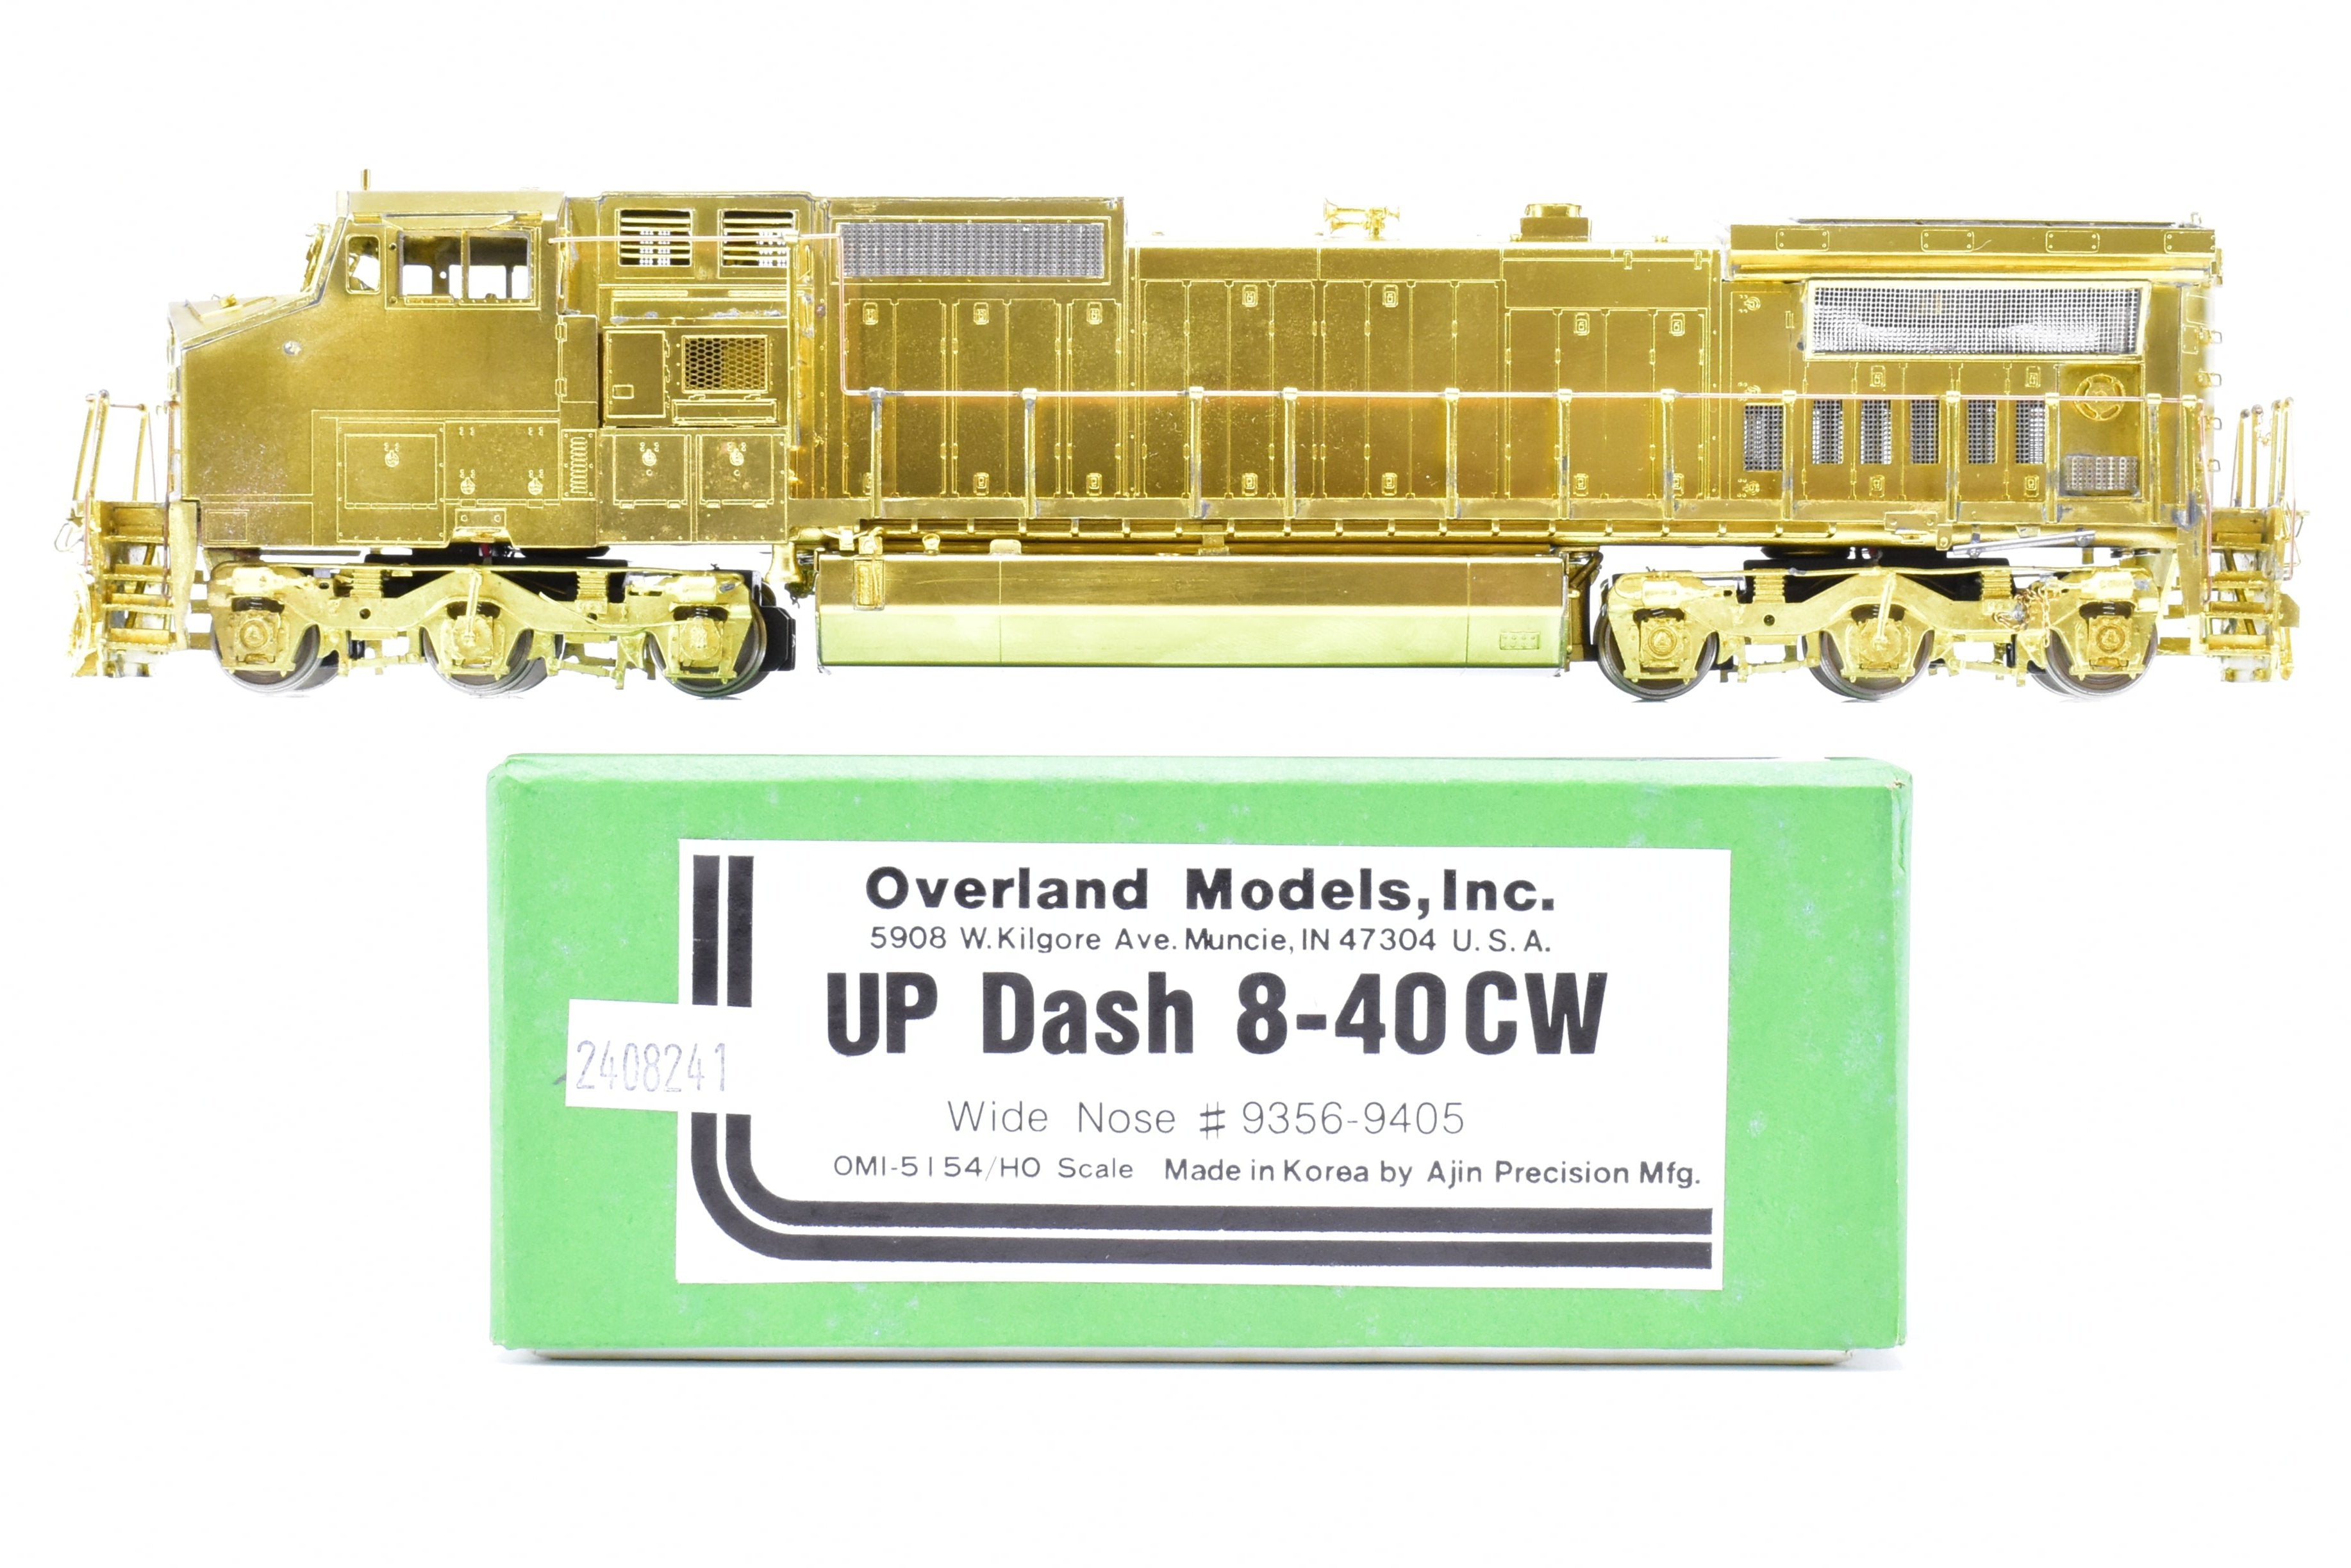 Overland Models, Inc.
5908 W. Kilgore Ave. Muncie, IN 47304 U. S. A.
UP Dash 8-40CW
2408241
Wide Nose # 9356-9405
OMI-5154/HO Scale Made in Korea by Ajin Precision Mfg.